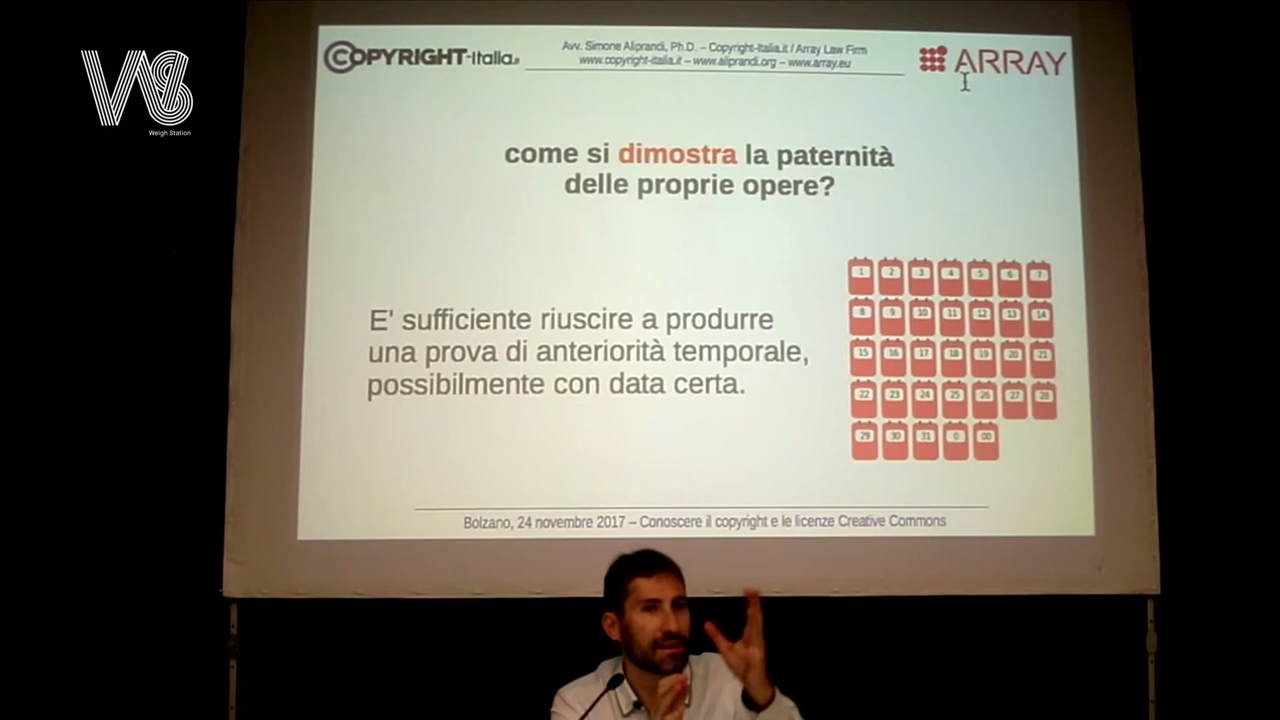 WS
Weigh Station
COPYRIGHT-Italia.it
Avv. Simone Aliprandi, Ph.D. – Copyright-Italia.it / Array Law Firm
www.copyright-italia.it – www.aliprandi.org – www.array.eu
ARRAY
come si dimostra la paternità
delle proprie opere?
E' sufficiente riuscire a produrre
una prova di anteriorità temporale,
possibilmente con data certa.
1 2 3 4 5 6 7
8 9 10 11 12 13 14
15 16 17 18 19 20 21
22 23 24 25 26 27 28
29 30 31 0 00
Bolzano, 24 novembre 2017 – Conoscere il copyright e le licenze Creative Commons